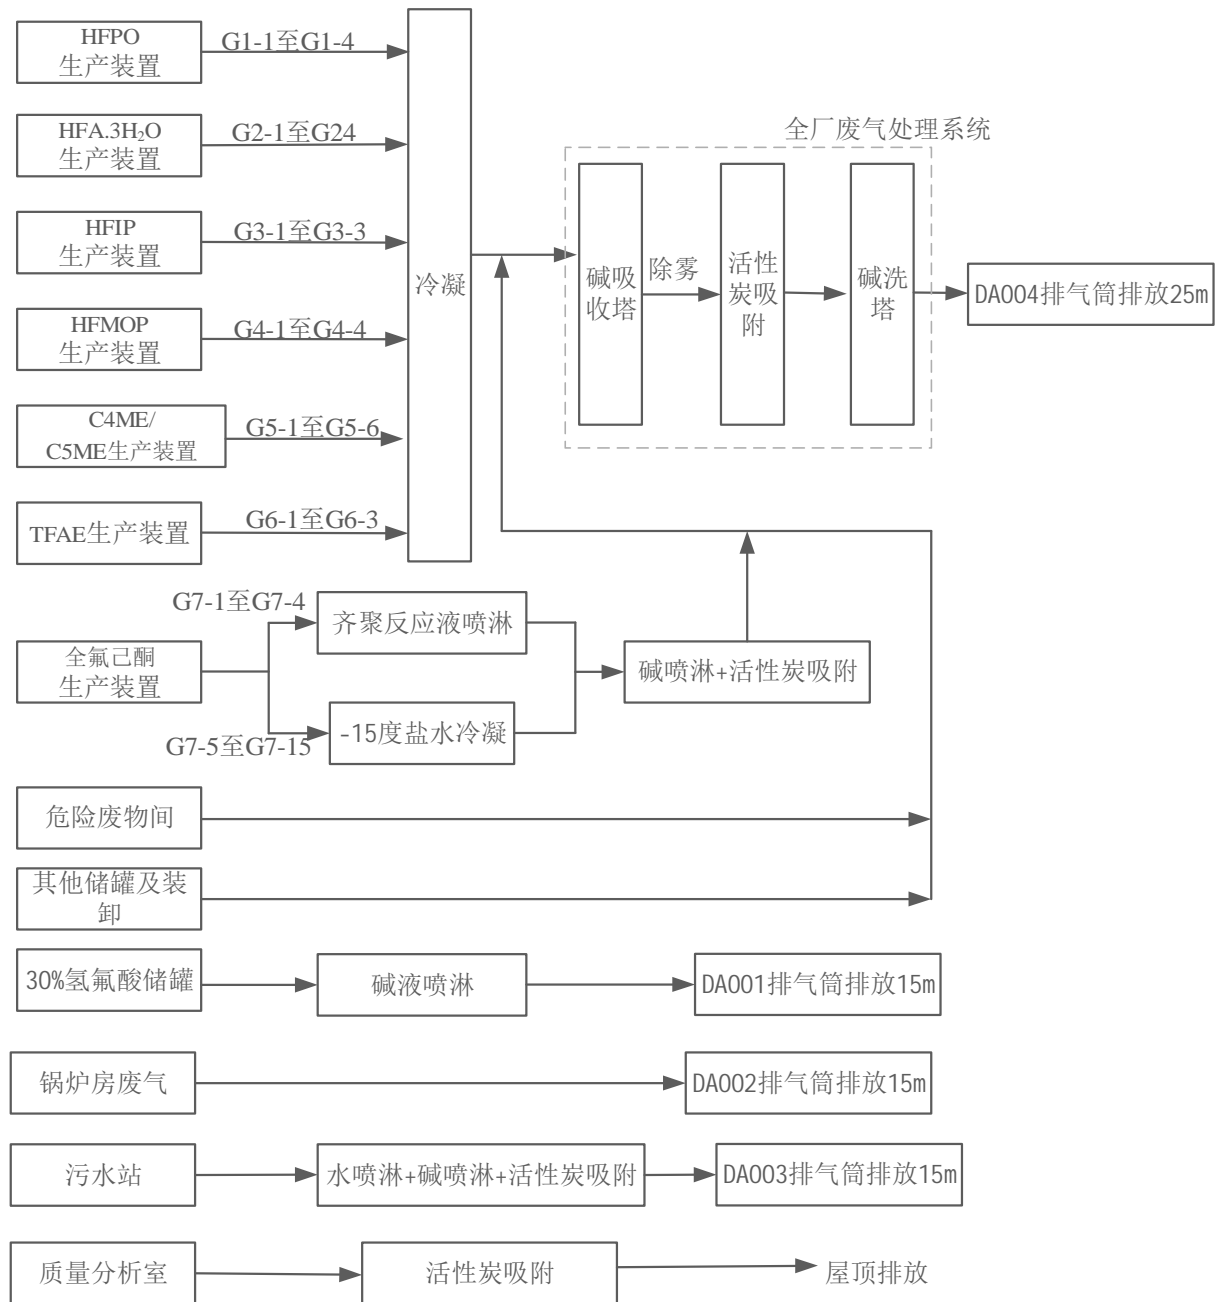 HFPO
生产装置
G1-1至G1-4
HFA.3H₂O
生产装置
G2-1至G24
HFIP
生产装置
G3-1至G3-3
HFMOP
生产装置
G4-1至G4-4
C4ME/
C5ME生产装置
G5-1至G5-6
TFAE生产装置
G6-1至G6-3
冷凝
全厂废气处理系统
碱吸
收塔
除雾
活性
炭吸
附
碱洗
塔
DA004排气筒排放25m
全氟己酮
生产装置
G7-1至G7-4
齐聚反应液喷淋
G7-5至G7-15
-15度盐水冷凝
碱喷淋+活性炭吸附
危险废物间
其他储罐及装
卸
30%氢氟酸储罐
碱液喷淋
DA001排气筒排放15m
锅炉房废气
DA002排气筒排放15m
污水站
水喷淋+碱喷淋+活性炭吸附
DA003排气筒排放15m
质量分析室
活性炭吸附
屋顶排放